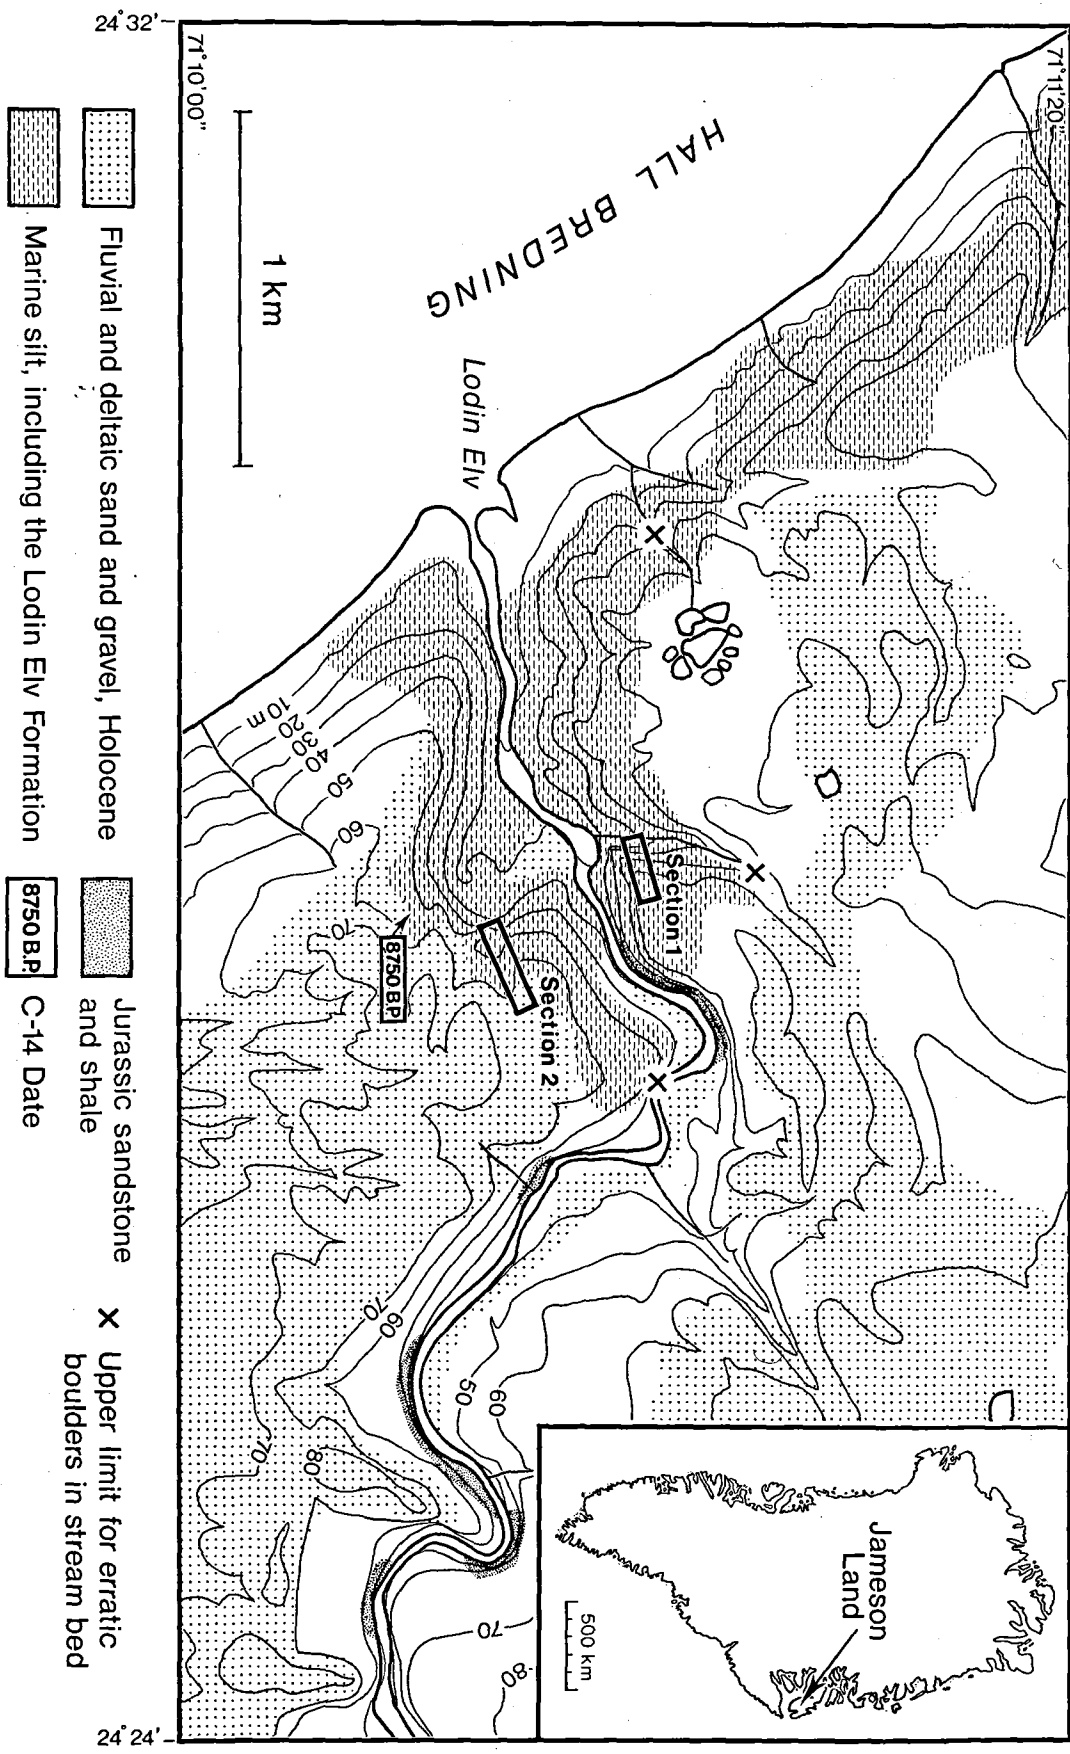 24°32'
71°10'00"
71°11'20"
HALL BREDNING
Lodin Elv
1 km
Section 1
Section 2
8750 B.P.
10 m
20
30
40
50
60
70
70
60
50
60
70
80
70
80
Jameson
Land
500 km
24°24'
Fluvial and deltaic sand and gravel, Holocene
Marine silt, including the Lodin Elv Formation
Jurassic sandstone
and shale
8750 B.P. C-14 Date
× Upper limit for erratic
boulders in stream bed